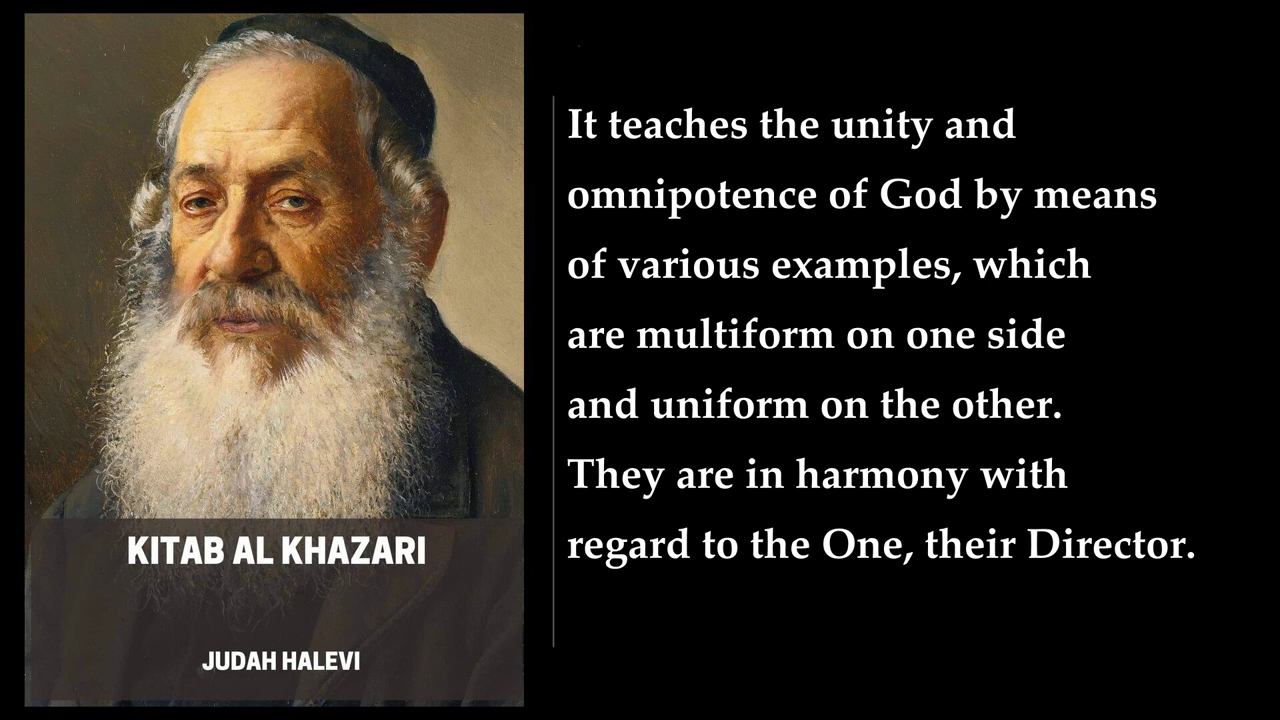 KITAB AL KHAZARI
JUDAH HALEVI
It teaches the unity and
omnipotence of God by means
of various examples, which
are multiform on one side
and uniform on the other.
They are in harmony with
regard to the One, their Director.